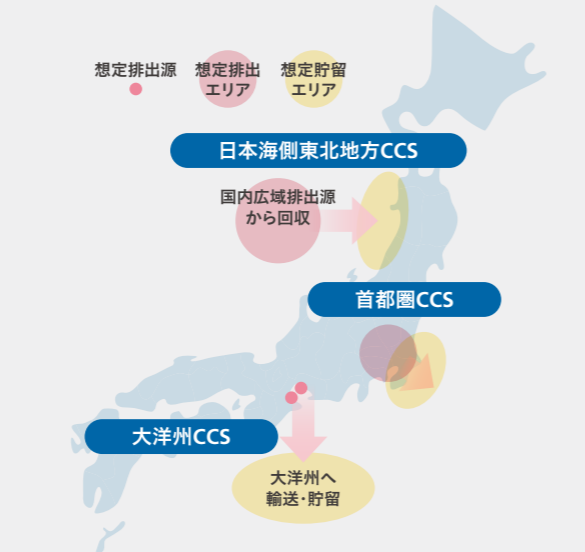 想定排出源
想定排出
エリア
想定貯留
エリア
日本海側東北地方CCS
国内広域排出源
から回収
首都圏CCS
大洋州CCS
大洋州へ
輸送・貯留